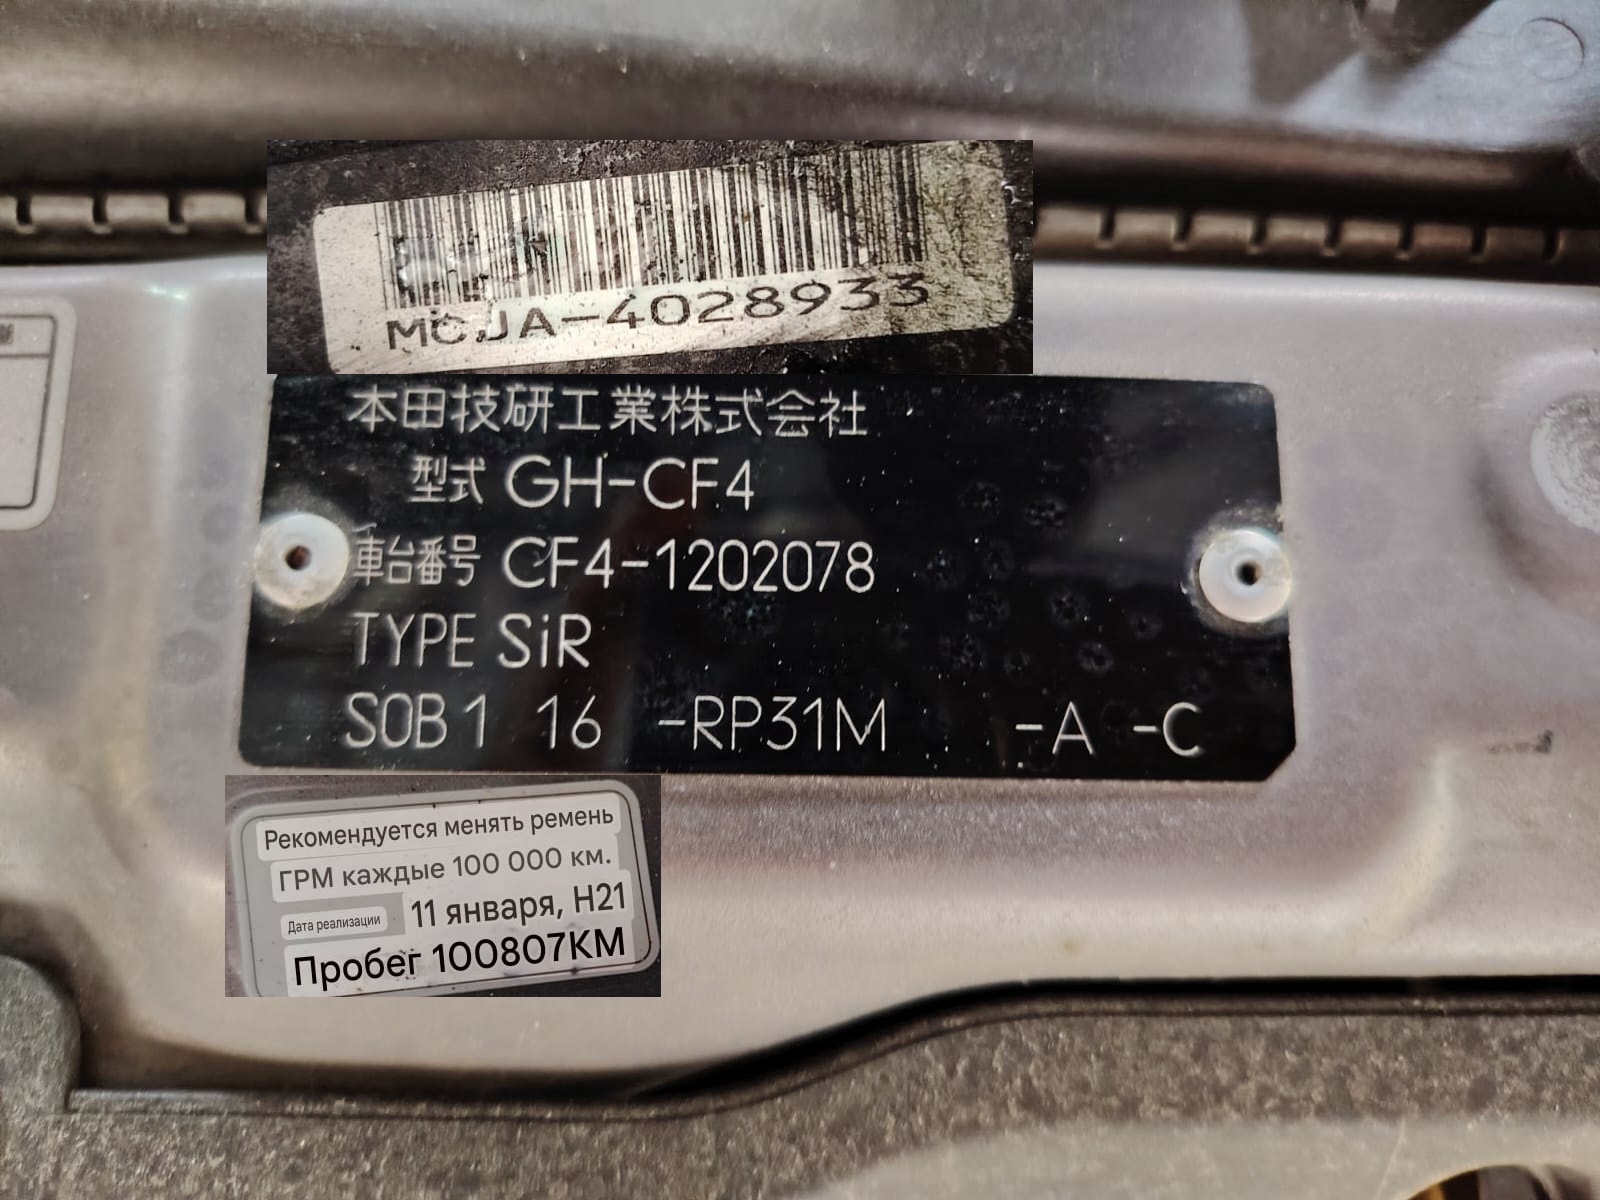 MCJA-4028933
本田技研工業株式会社
型式 GH-CF4
車台番号 CF4-1202078
TYPE SiR
SOB1 16 -RP31M -A -C
Рекомендуется менять ремень
ГРМ каждые 100 000 км.
Дата реализации 11 января, H21
Пробег 100807KM